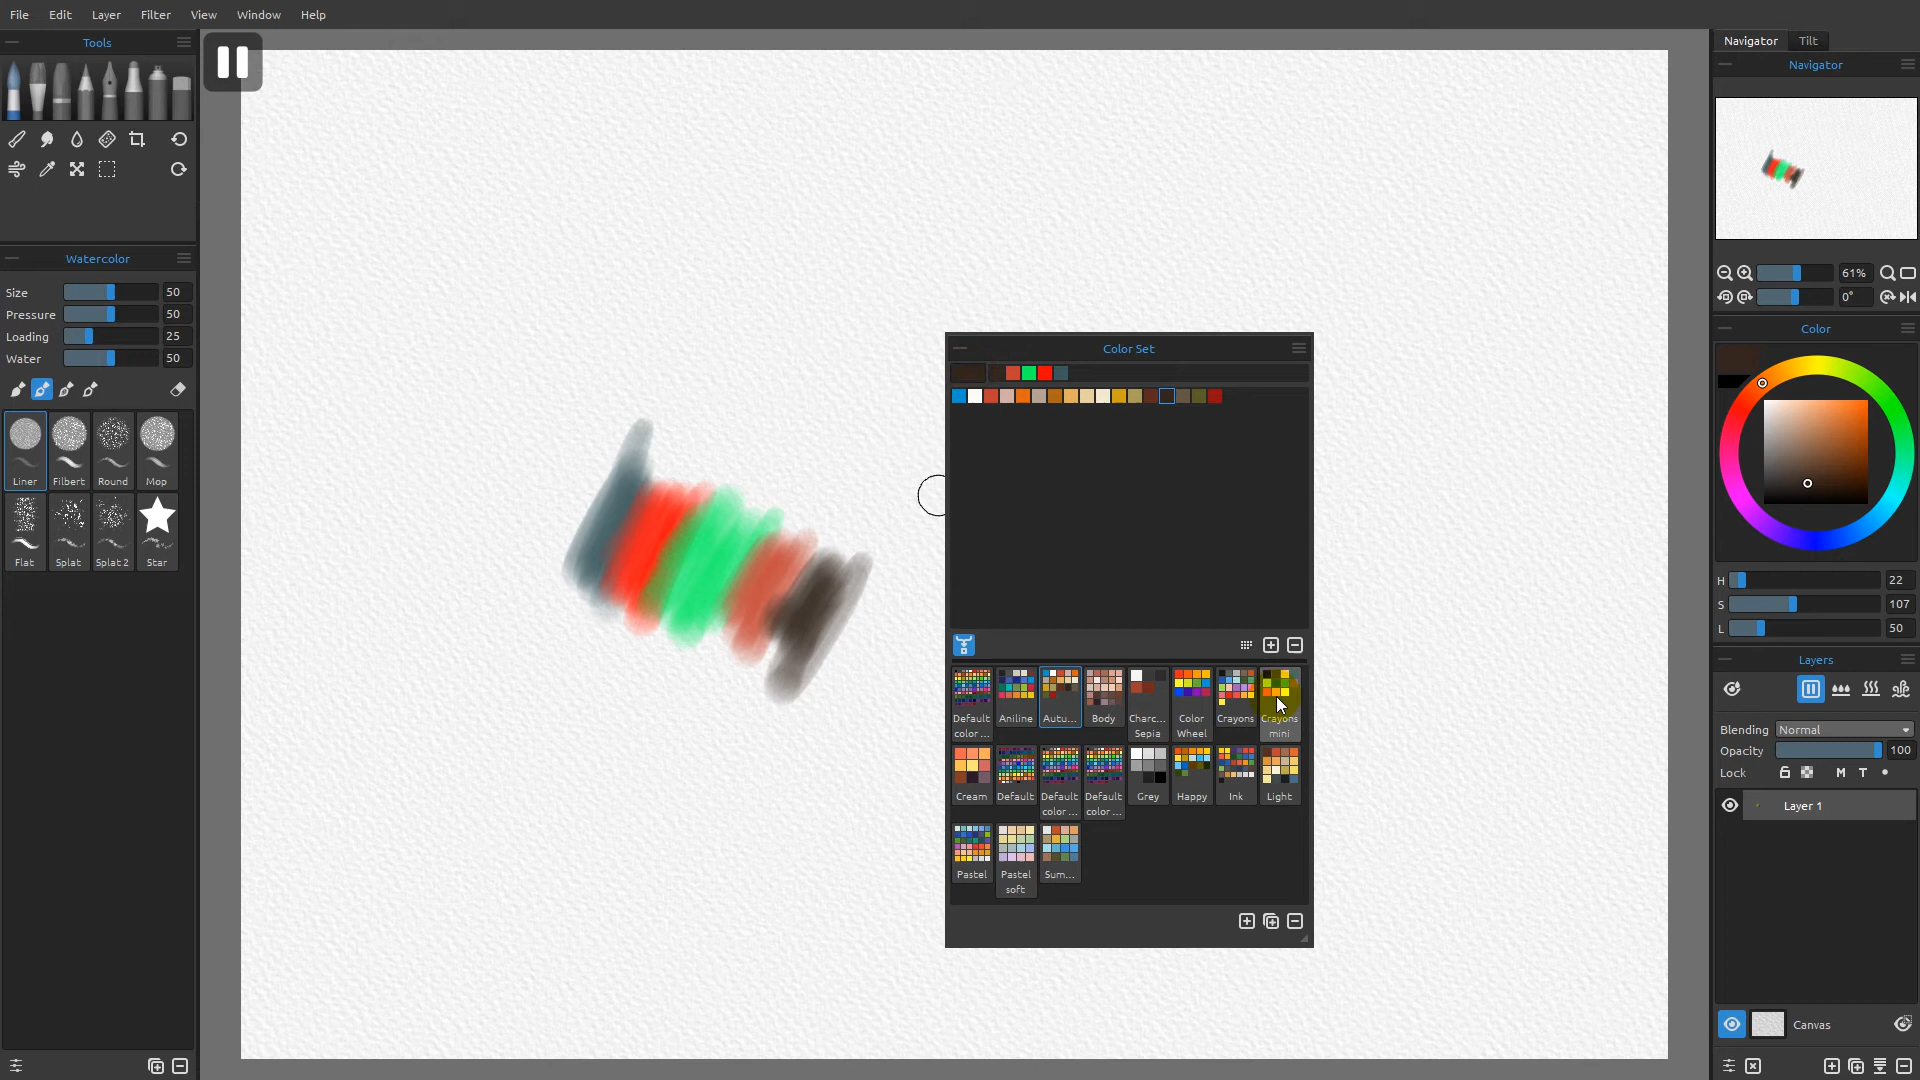 File Edit Layer Filter View Window Help
Tools
Watercolor
Size 50
Pressure 50
Loading 25
Water 50
Liner Filbert Round Mop
Flat Splat Splat 2 Star
Color Set
Default color ... Aniline Autu... Body Charc... Sepia Color Wheel Crayons Crayons mini
Cream Default Default color ... Default color ... Grey Happy Ink Light
Pastel Pastel soft Sum...
Navigator Tilt
Navigator
61%
0°
Color
H 22
S 107
L 50
Layers
Blending Normal
Opacity 100
Lock M T
Layer 1
Canvas